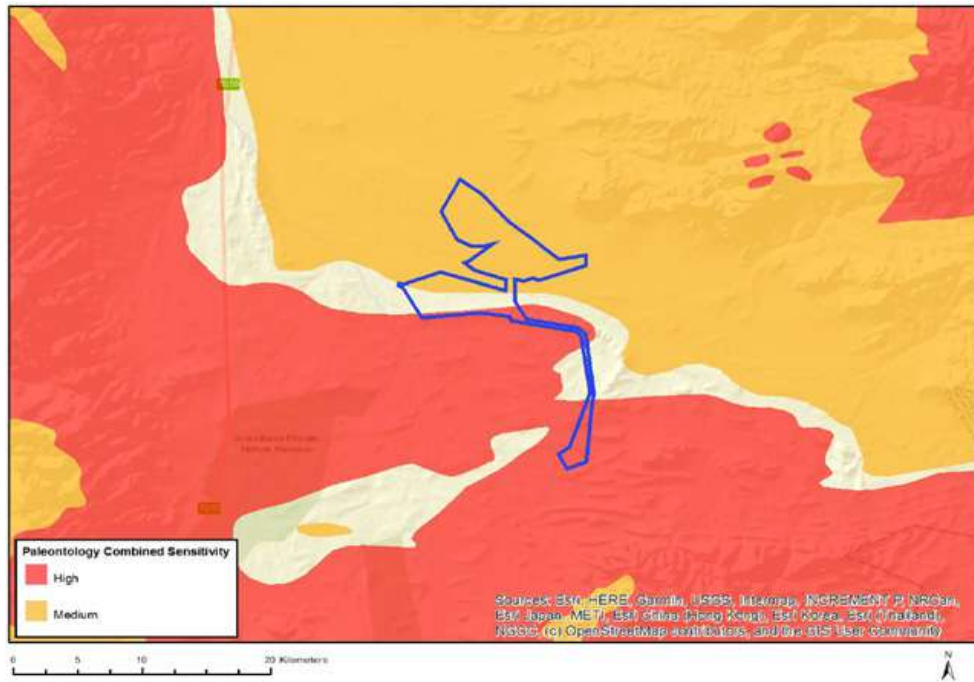 Paleontology Combined Sensitivity
High
Medium
Sources: Esri, HERE, Garmin, USGS, Intermap, INCREMENT P, NRCan,
Esri Japan, METI, Esri China (Hong Kong), Esri Korea, Esri (Thailand),
NGCC, (c) OpenStreetMap contributors, and the GIS User Community
0 5 10 20 Kilometers
N